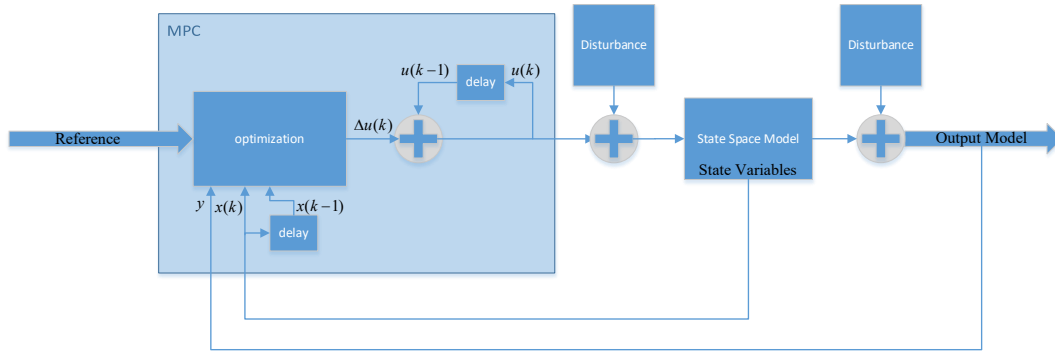 MPC
Disturbance
Disturbance
u(k−1)
delay
u(k)
Reference
optimization
Δu(k)
State Space Model
State Variables
Output Model
y
x(k)
x(k−1)
delay